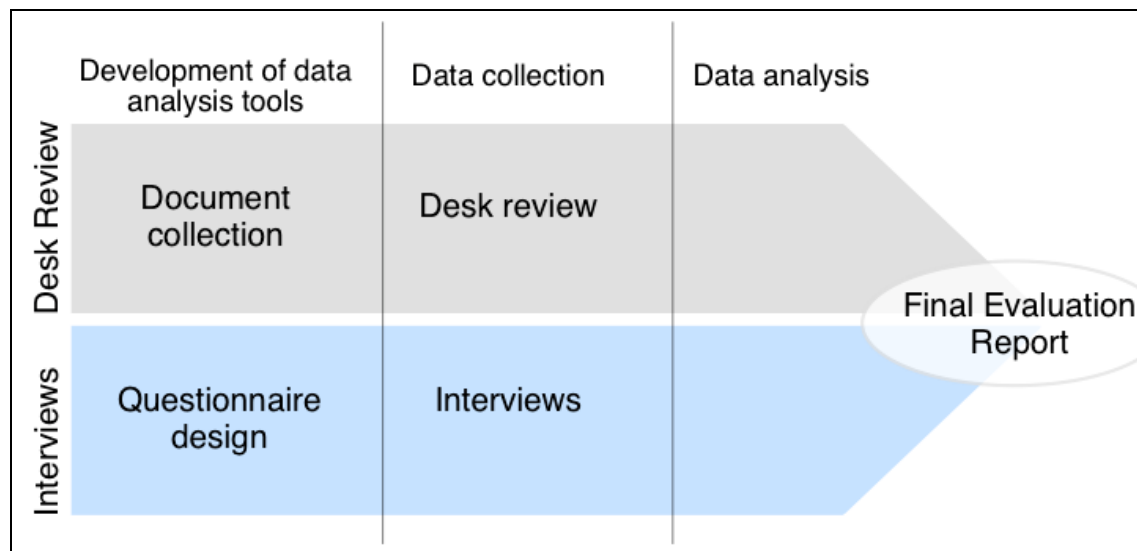 Development of data
analysis tools
Data collection
Data analysis
Desk Review
Document
collection
Desk review
Interviews
Questionnaire
design
Interviews
Final Evaluation
Report